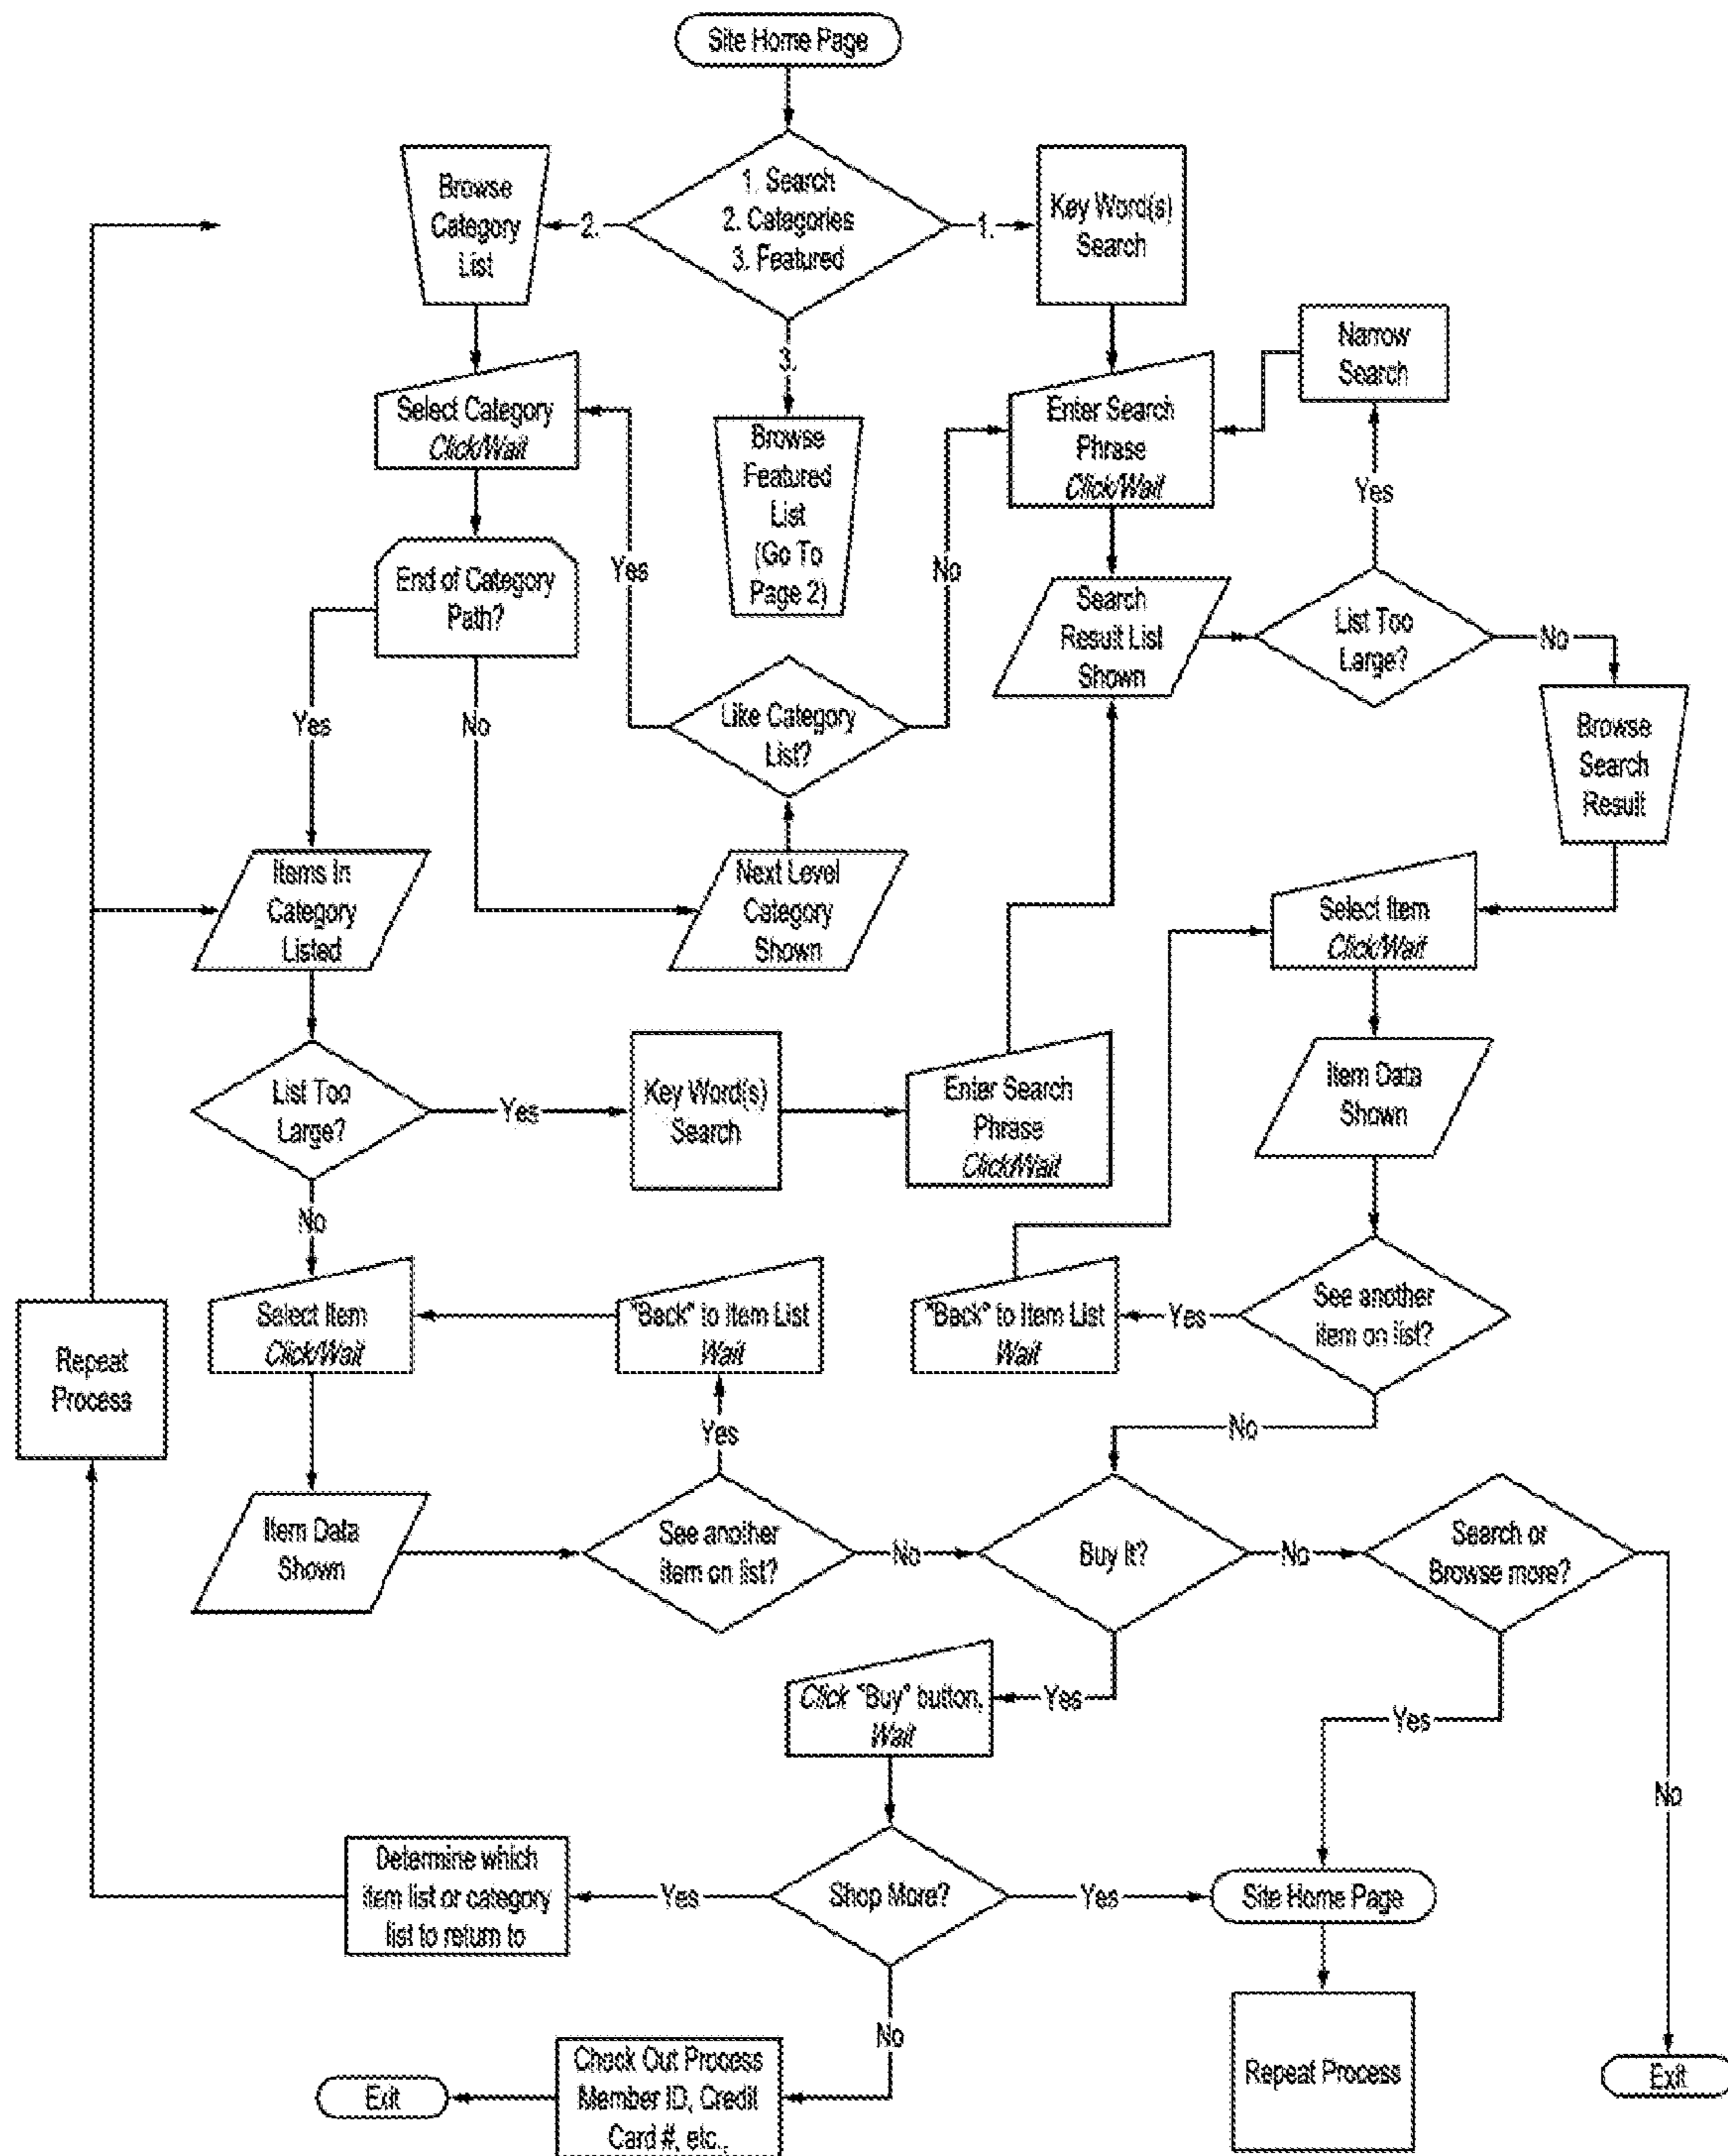 Site Home Page
Browse
Category
List
2.
1. Search
2. Categories
3. Featured
1.
Key Word(s)
Search
3.
Narrow
Search
Select Category
Click/Wait
Browse
Featured
List
(Go To
Page 2)
Enter Search
Phrase
Click/Wait
Yes
End of Category
Path?
Yes
No
Search
Result List
Shown
List Too
Large?
No
Yes
No
Like Category
List?
Browse
Search
Result
Items In
Category
Listed
Next Level
Category
Shown
Select Item
Click/Wait
List Too
Large?
Yes
Key Word(s)
Search
Enter Search
Phrase
Click/Wait
Item Data
Shown
No
Select Item
Click/Wait
"Back" to Item List
Wait
"Back" to Item List
Wait
Yes
See another
item on list?
Repeat
Process
Yes
No
Item Data
Shown
See another
item on list?
No
Buy It?
No
Search or
Browse more?
Click "Buy" button,
Wait
Yes
Yes
No
Determine which
item list or category
list to return to
Yes
Shop More?
Yes
Site Home Page
No
Exit
Check Out Process
Member ID, Credit
Card #, etc.,
Repeat Process
Exit